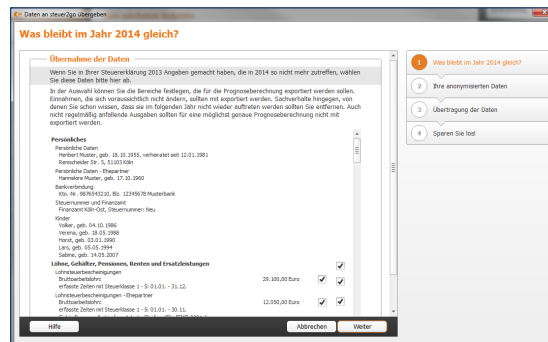 Daten an steuer2go übergeben
Was bleibt im Jahr 2014 gleich?
Übernahme der Daten
Wenn Sie in Ihrer Steuererklärung 2013 Angaben gemacht haben, die in 2014 so nicht mehr zutreffen, wählen
Sie diese Daten bitte hier ab.
In der Auswahl können Sie die Bereiche festlegen, die für die Prognoseberechnung exportiert werden sollen.
Einnahmen, die sich voraussichtlich nicht ändern, sollten mit exportiert werden. Sachverhalte hingegen, von
denen Sie schon wissen, dass sie im folgenden Jahr nicht wieder auftreten werden sollten Sie entfernen. Auch
nicht regelmäßig anfallende Ausgaben sollten für eine möglichst genaue Prognoseberechnung nicht mit
exportiert werden.
Persönliches
Persönliche Daten
Heribert Muster, geb. 18.10.1955, verheiratet seit 12.01.1981
Remscheider Str. 5, 51103 Köln
Persönliche Daten - Ehepartner
Hannelore Muster, geb. 17.10.1960
Bankverbindung
Kto.-Nr. 9876543210, Blz. 12345678 Musterbank
Steuernummer und Finanzamt
Finanzamt Köln-Ost, Steuernummer: Neu
Kinder
Volker, geb. 04.10.1986
Verena, geb. 18.05.1988
Horst, geb. 03.01.1990
Lars, geb. 05.05.1994
Sabine, geb. 14.05.2007
Löhne, Gehälter, Pensionen, Renten und Ersatzleistungen
Lohnsteuerbescheinigungen
Bruttoarbeitslohn: 29.100,00 Euro
erfasste Zeiten mit Steuerklasse 1 - 5: 01.01. - 31.12.
Lohnsteuerbescheinigungen - Ehepartner
Bruttoarbeitslohn: 12.050,00 Euro
erfasste Zeiten mit Steuerklasse 1 - 5: 01.01. - 30.11.
Hilfe
Abbrechen
Weiter
1 Was bleibt im Jahr 2014 gleich?
2 Ihre anonymisierten Daten
3 Übertragung der Daten
4 Sparen Sie los!